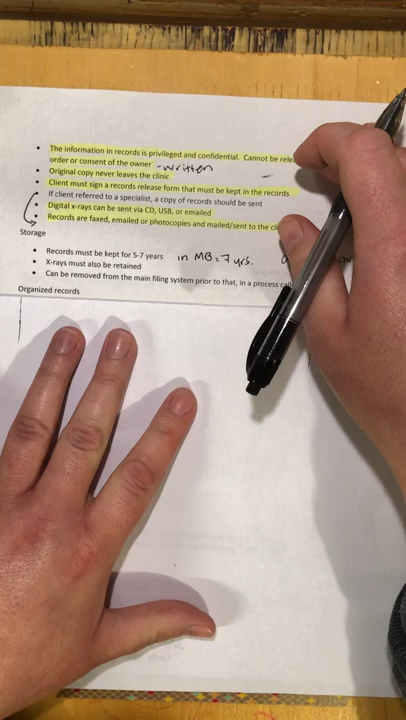 • The information in records is privileged and confidential. Cannot be
order or consent of the owner - written
• Original copy never leaves the clinic
• Client must sign a records release form that must be kept in the records
• If client referred to a specialist, a copy of records should be sent
• Digital x-rays can be sent via CD, USB, or emailed
• Records are faxed, emailed or photocopies and mailed/sent to the
Storage
• Records must be kept for 5-7 years in MB = 7 yrs.
• X-rays must also be retained
• Can be removed from the main filing system prior to that, in a process
Organized records